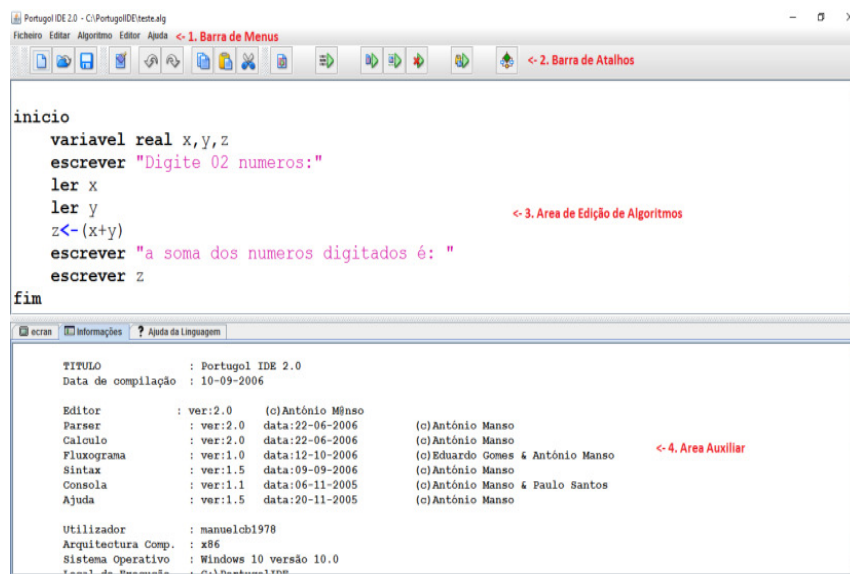 Portugol IDE 2.0 - C:\PortugolIDE\teste.alg
Ficheiro Editar Algoritmo Editor Ajuda <- 1. Barra de Menus
<- 2. Barra de Atalhos
inicio
variavel real x,y,z
escrever "Digite 02 numeros:"
ler x
ler y
<- 3. Area de Edição de Algoritmos
z<-(x+y)
escrever "a soma dos numeros digitados é: "
escrever z
fim
ecran Informações ? Ajuda da Linguagem
TITULO : Portugol IDE 2.0
Data de compilação : 10-09-2006
Editor : ver:2.0 (c)António M@nso
Parser : ver:2.0 data:22-06-2006 (c)António Manso
Calculo : ver:2.0 data:22-06-2006 (c)António Manso
Fluxograma : ver:1.0 data:12-10-2006 (c)Eduardo Gomes & António Manso
<- 4. Area Auxiliar
Sintax : ver:1.5 data:09-09-2006 (c)António Manso
Consola : ver:1.1 data:06-11-2005 (c)António Manso & Paulo Santos
Ajuda : ver:1.5 data:20-11-2005 (c)António Manso
Utilizador : manuelcb1978
Arquitectura Comp. : x86
Sistema Operativo : Windows 10 versão 10.0
Local de Execução : C:\PortugolIDE